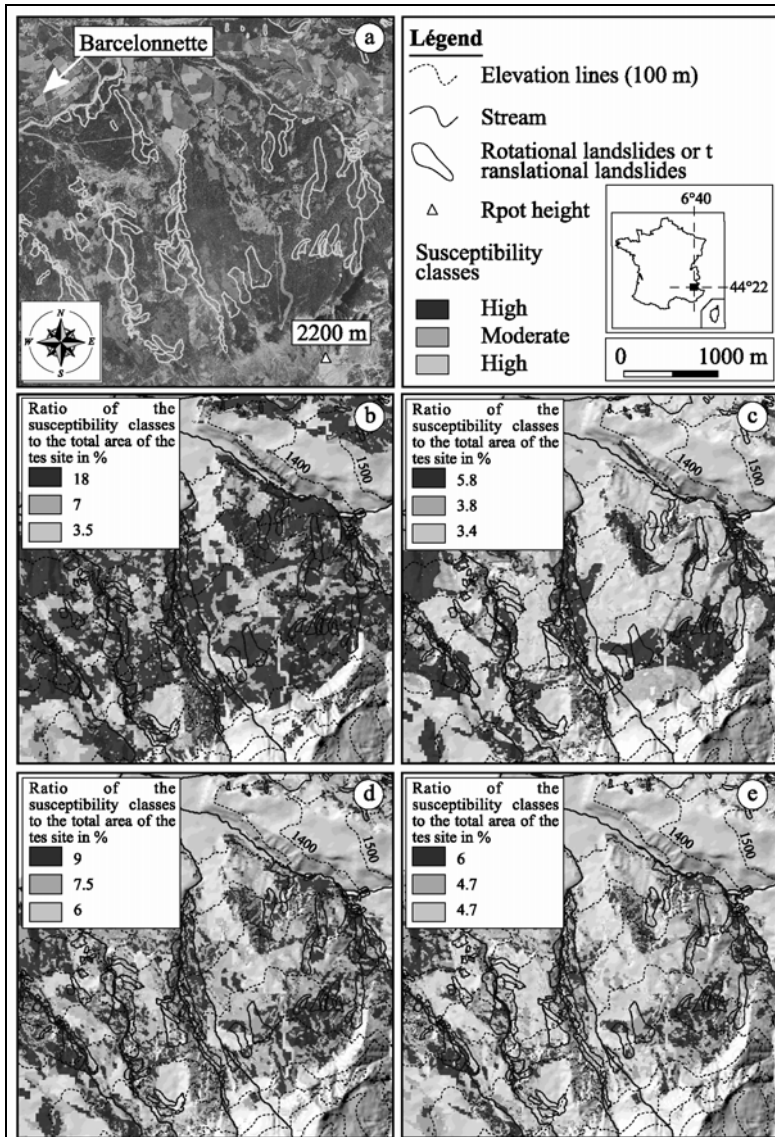 Barcelonnette
a
N
W
E
S
2200 m
Légend
Elevation lines (100 m)
Stream
Rotational landslides or t
ranslational landslides
Rpot height
Susceptibility
classes
High
Moderate
High
6°40
44°22
0 1000 m
Ratio of the
susceptibility classes
to the total area of the
tes site in %
18
7
3.5
b
1400
1500
Ratio of the
susceptibility classes
to the total area of the
tes site in %
5.8
3.8
3.4
c
1400
1500
Ratio of the
susceptibility classes
to the total area of the
tes site in %
9
7.5
6
d
1400
1500
Ratio of the
susceptibility classes
to the total area of the
tes site in %
6
4.7
4.7
e
1400
1500